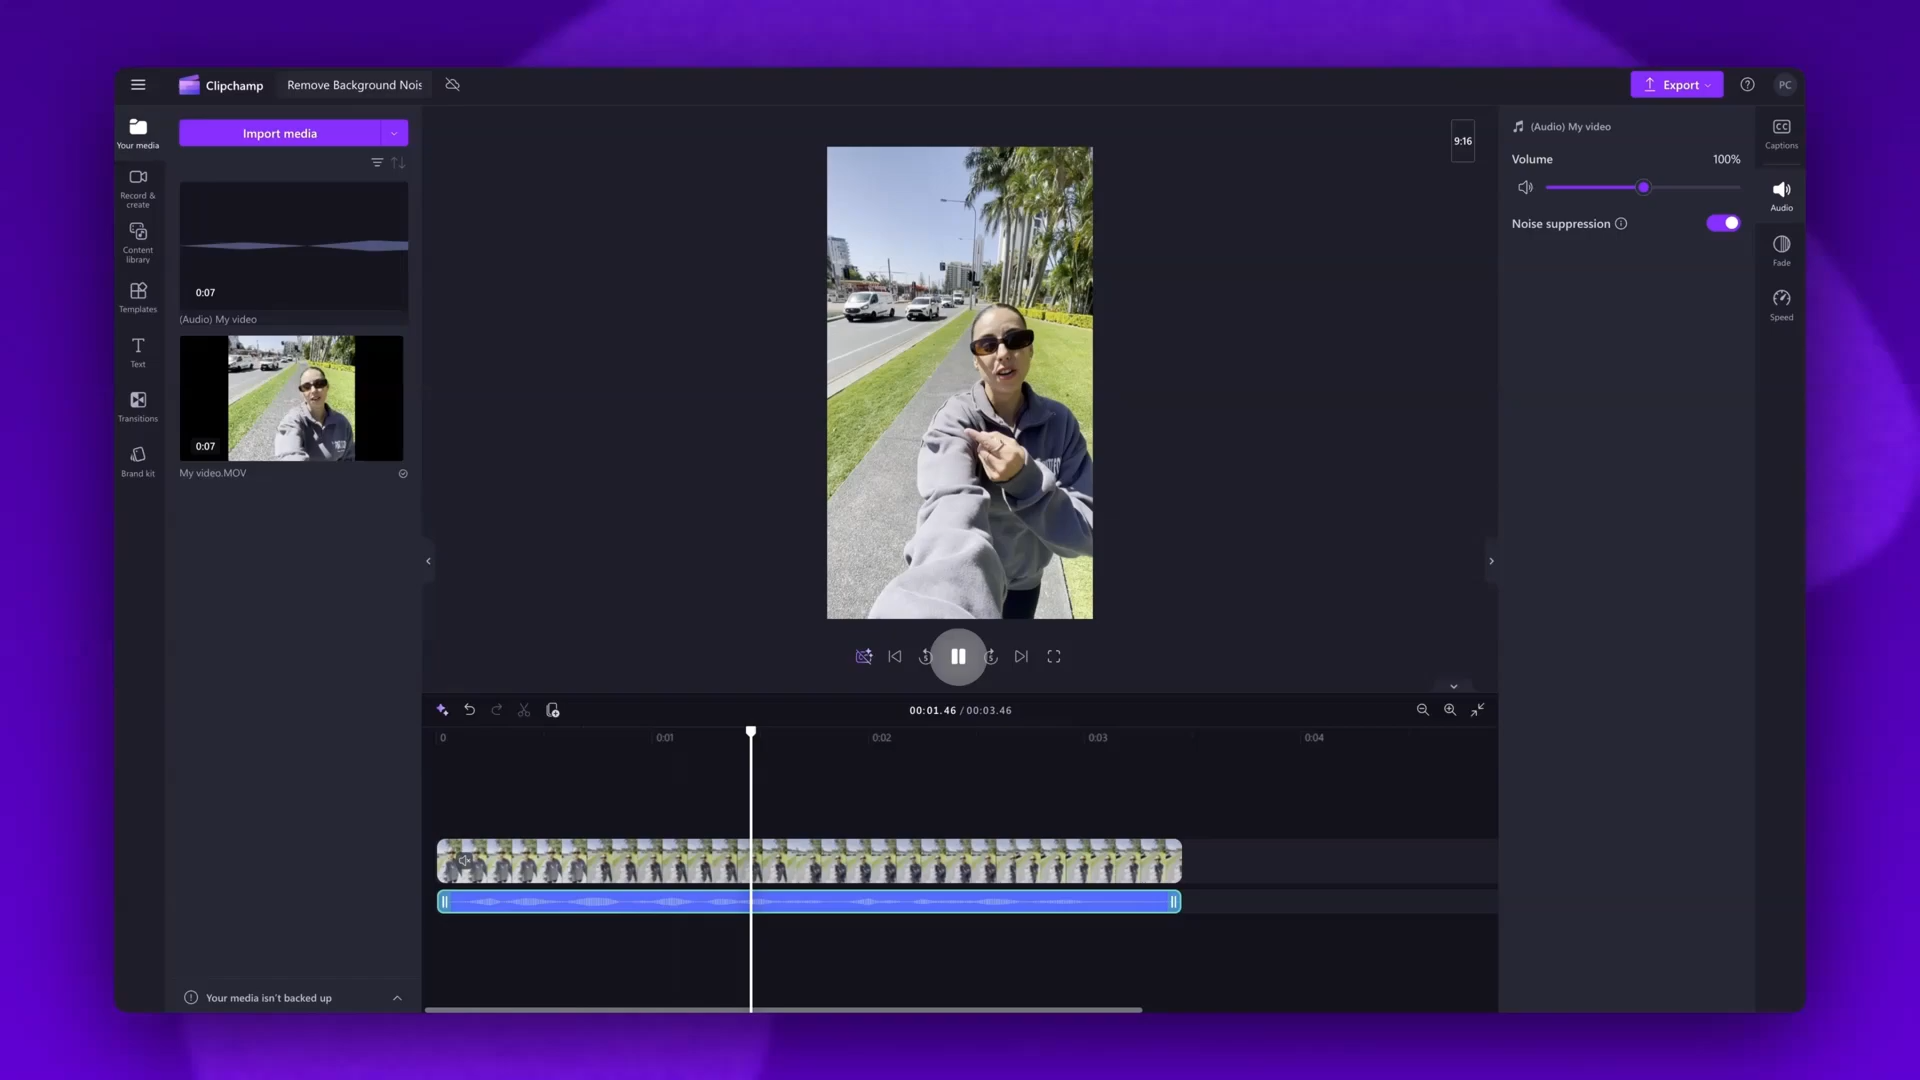 Clipchamp
Remove Background Nois
Export
PC
Your media
Record &
create
Content
library
Templates
Text
Transitions
Brand kit
Import media
0:07
(Audio) My video
0:07
My video.MOV
Your media isn't backed up
9:16
5
5
00:01.46 / 00:03.46
0
0:01
0:02
0:03
0:04
(Audio) My video
Volume
100%
Noise suppression
CC
Captions
Audio
Fade
Speed